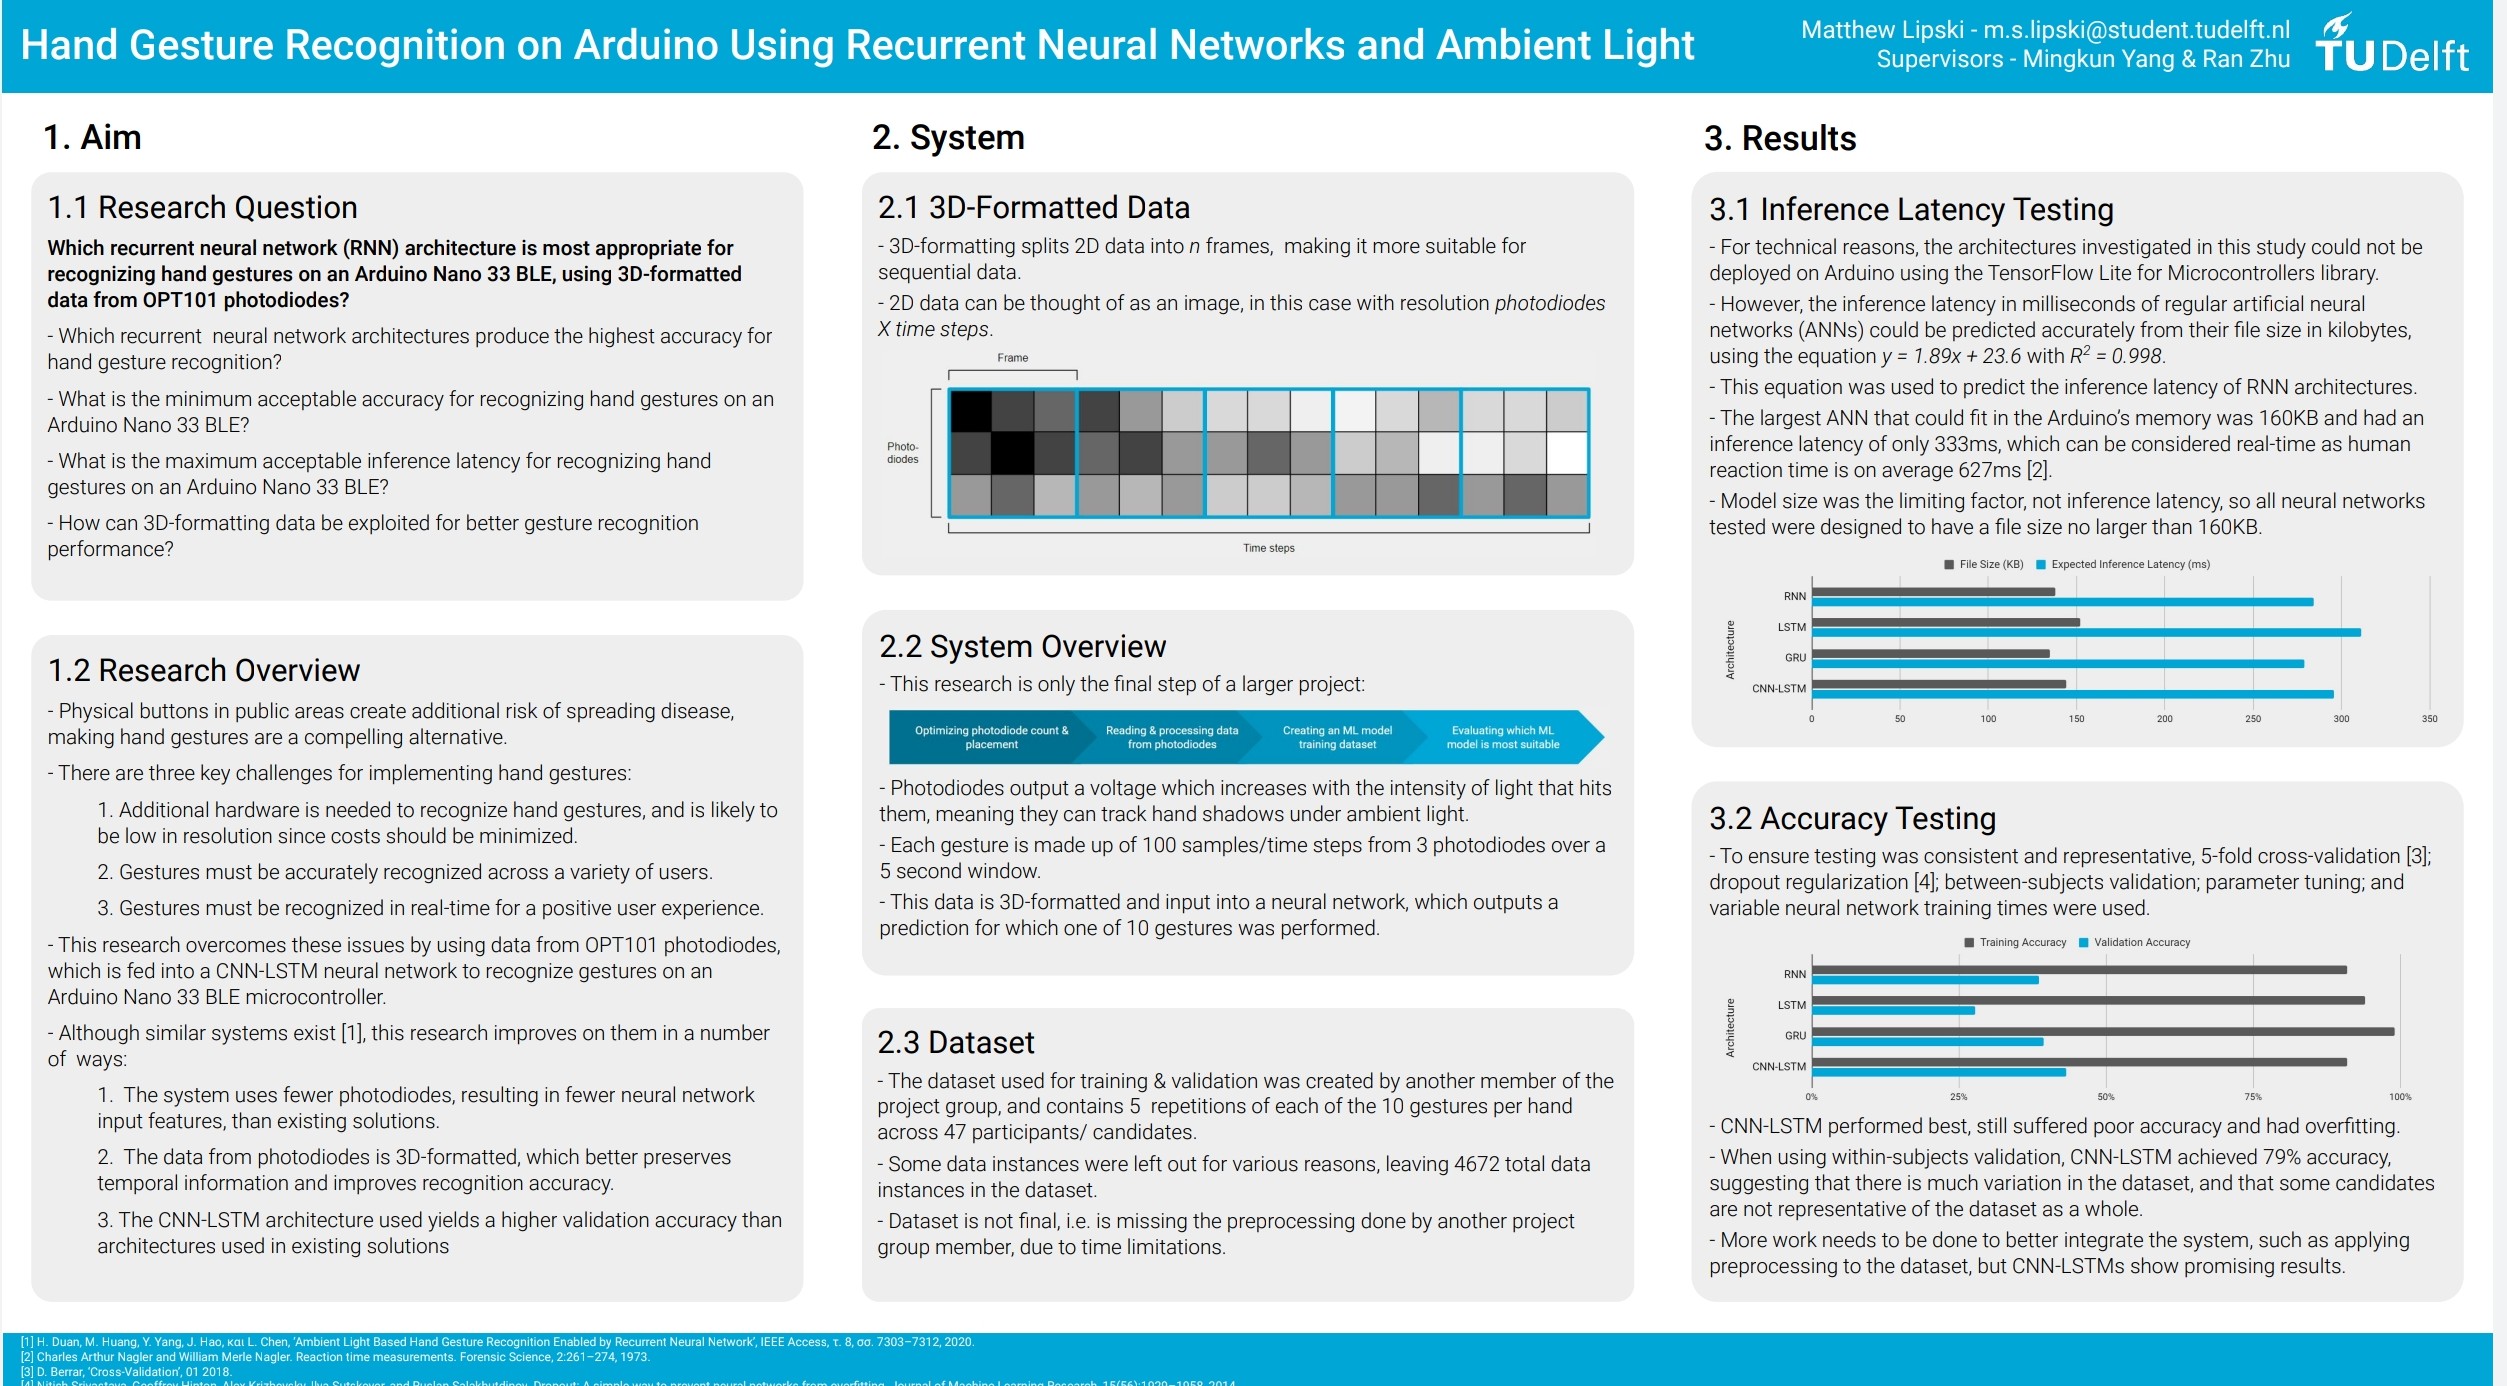 Hand Gesture Recognition on Arduino Using Recurrent Neural Networks and Ambient Light
Matthew Lipski - m.s.lipski@student.tudelft.nl
Supervisors - Mingkun Yang & Ran Zhu
TUDelft
1. Aim
1.1 Research Question
Which recurrent neural network (RNN) architecture is most appropriate for
recognizing hand gestures on an Arduino Nano 33 BLE, using 3D-formatted
data from OPT101 photodiodes?
- Which recurrent  neural network architectures produce the highest accuracy for
hand gesture recognition?
- What is the minimum acceptable accuracy for recognizing hand gestures on an
Arduino Nano 33 BLE?
- What is the maximum acceptable inference latency for recognizing hand
gestures on an Arduino Nano 33 BLE?
- How can 3D-formatting data be exploited for better gesture recognition
performance?
1.2 Research Overview
- Physical buttons in public areas create additional risk of spreading disease,
making hand gestures are a compelling alternative.
- There are three key challenges for implementing hand gestures:
1. Additional hardware is needed to recognize hand gestures, and is likely to
be low in resolution since costs should be minimized.
2. Gestures must be accurately recognized across a variety of users.
3. Gestures must be recognized in real-time for a positive user experience.
- This research overcomes these issues by using data from OPT101 photodiodes,
which is fed into a CNN-LSTM neural network to recognize gestures on an
Arduino Nano 33 BLE microcontroller.
- Although similar systems exist [1], this research improves on them in a number
of  ways:
1.  The system uses fewer photodiodes, resulting in fewer neural network
input features, than existing solutions.
2.  The data from photodiodes is 3D-formatted, which better preserves
temporal information and improves recognition accuracy.
3. The CNN-LSTM architecture used yields a higher validation accuracy than
architectures used in existing solutions
2. System
2.1 3D-Formatted Data
- 3D-formatting splits 2D data into n frames,  making it more suitable for
sequential data.
- 2D data can be thought of as an image, in this case with resolution photodiodes
X time steps.
Frame
Photo-
diodes
Time steps
2.2 System Overview
- This research is only the final step of a larger project:
Optimizing photodiode count &
placement
Reading & processing data
from photodiodes
Creating an ML model
training dataset
Evaluating which ML
model is most suitable
- Photodiodes output a voltage which increases with the intensity of light that hits
them, meaning they can track hand shadows under ambient light.
- Each gesture is made up of 100 samples/time steps from 3 photodiodes over a
5 second window.
- This data is 3D-formatted and input into a neural network, which outputs a
prediction for which one of 10 gestures was performed.
2.3 Dataset
- The dataset used for training & validation was created by another member of the
project group, and contains 5  repetitions of each of the 10 gestures per hand
across 47 participants/ candidates.
- Some data instances were left out for various reasons, leaving 4672 total data
instances in the dataset.
- Dataset is not final, i.e. is missing the preprocessing done by another project
group member, due to time limitations.
3. Results
3.1 Inference Latency Testing
- For technical reasons, the architectures investigated in this study could not be
deployed on Arduino using the TensorFlow Lite for Microcontrollers library.
- However, the inference latency in milliseconds of regular artificial neural
networks (ANNs) could be predicted accurately from their file size in kilobytes,
using the equation y = 1.89x + 23.6 with R² = 0.998.
- This equation was used to predict the inference latency of RNN architectures.
- The largest ANN that could fit in the Arduino’s memory was 160KB and had an
inference latency of only 333ms, which can be considered real-time as human
reaction time is on average 627ms [2].
- Model size was the limiting factor, not inference latency, so all neural networks
tested were designed to have a file size no larger than 160KB.
File Size (KB) Expected Inference Latency (ms)
Architecture
RNN
LSTM
GRU
CNN-LSTM
0 50 100 150 200 250 300 350
3.2 Accuracy Testing
- To ensure testing was consistent and representative, 5-fold cross-validation [3];
dropout regularization [4]; between-subjects validation; parameter tuning; and
variable neural network training times were used.
Training Accuracy Validation Accuracy
Architecture
RNN
LSTM
GRU
CNN-LSTM
0% 25% 50% 75% 100%
- CNN-LSTM performed best, still suffered poor accuracy and had overfitting.
- When using within-subjects validation, CNN-LSTM achieved 79% accuracy,
suggesting that there is much variation in the dataset, and that some candidates
are not representative of the dataset as a whole.
- More work needs to be done to better integrate the system, such as applying
preprocessing to the dataset, but CNN-LSTMs show promising results.
[1] H. Duan, M. Huang, Y. Yang, J. Hao, και L. Chen, ‘Ambient Light Based Hand Gesture Recognition Enabled by Recurrent Neural Network’, IEEE Access, τ. 8, σσ. 7303–7312, 2020.
[2] Charles Arthur Nagler and William Merle Nagler. Reaction time measurements. Forensic Science, 2:261–274, 1973.
[3] D. Berrar, ‘Cross-Validation’, 01 2018.
[4] Nitish Srivastava, Geoffrey Hinton, Alex Krizhevsky, Ilya Sutskever, and Ruslan Salakhutdinov. Dropout: A simple way to prevent neural networks from overfitting. Journal of Machine Learning Research, 15(56):1929–1958, 2014.